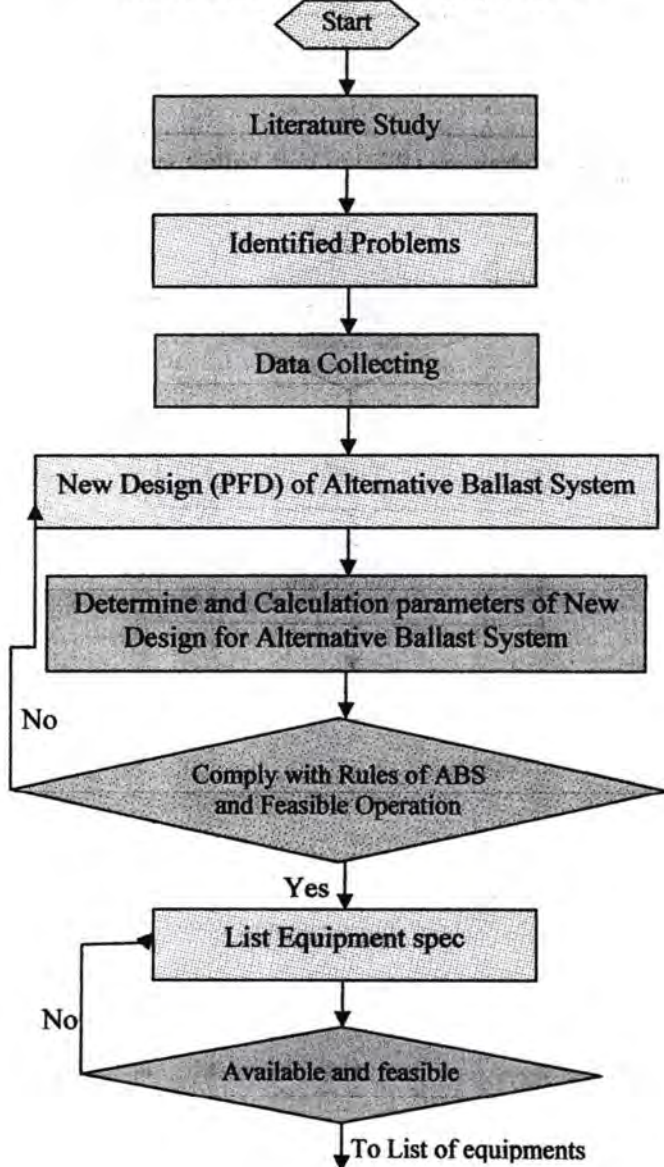 Start
Literature Study
Identified Problems
Data Collecting
New Design (PFD) of Alternative Ballast System
Determine and Calculation parameters of New
Design for Alternative Ballast System
No
Comply with Rules of ABS
and Feasible Operation
Yes
List Equipment spec
No
Available and feasible
To List of equipments